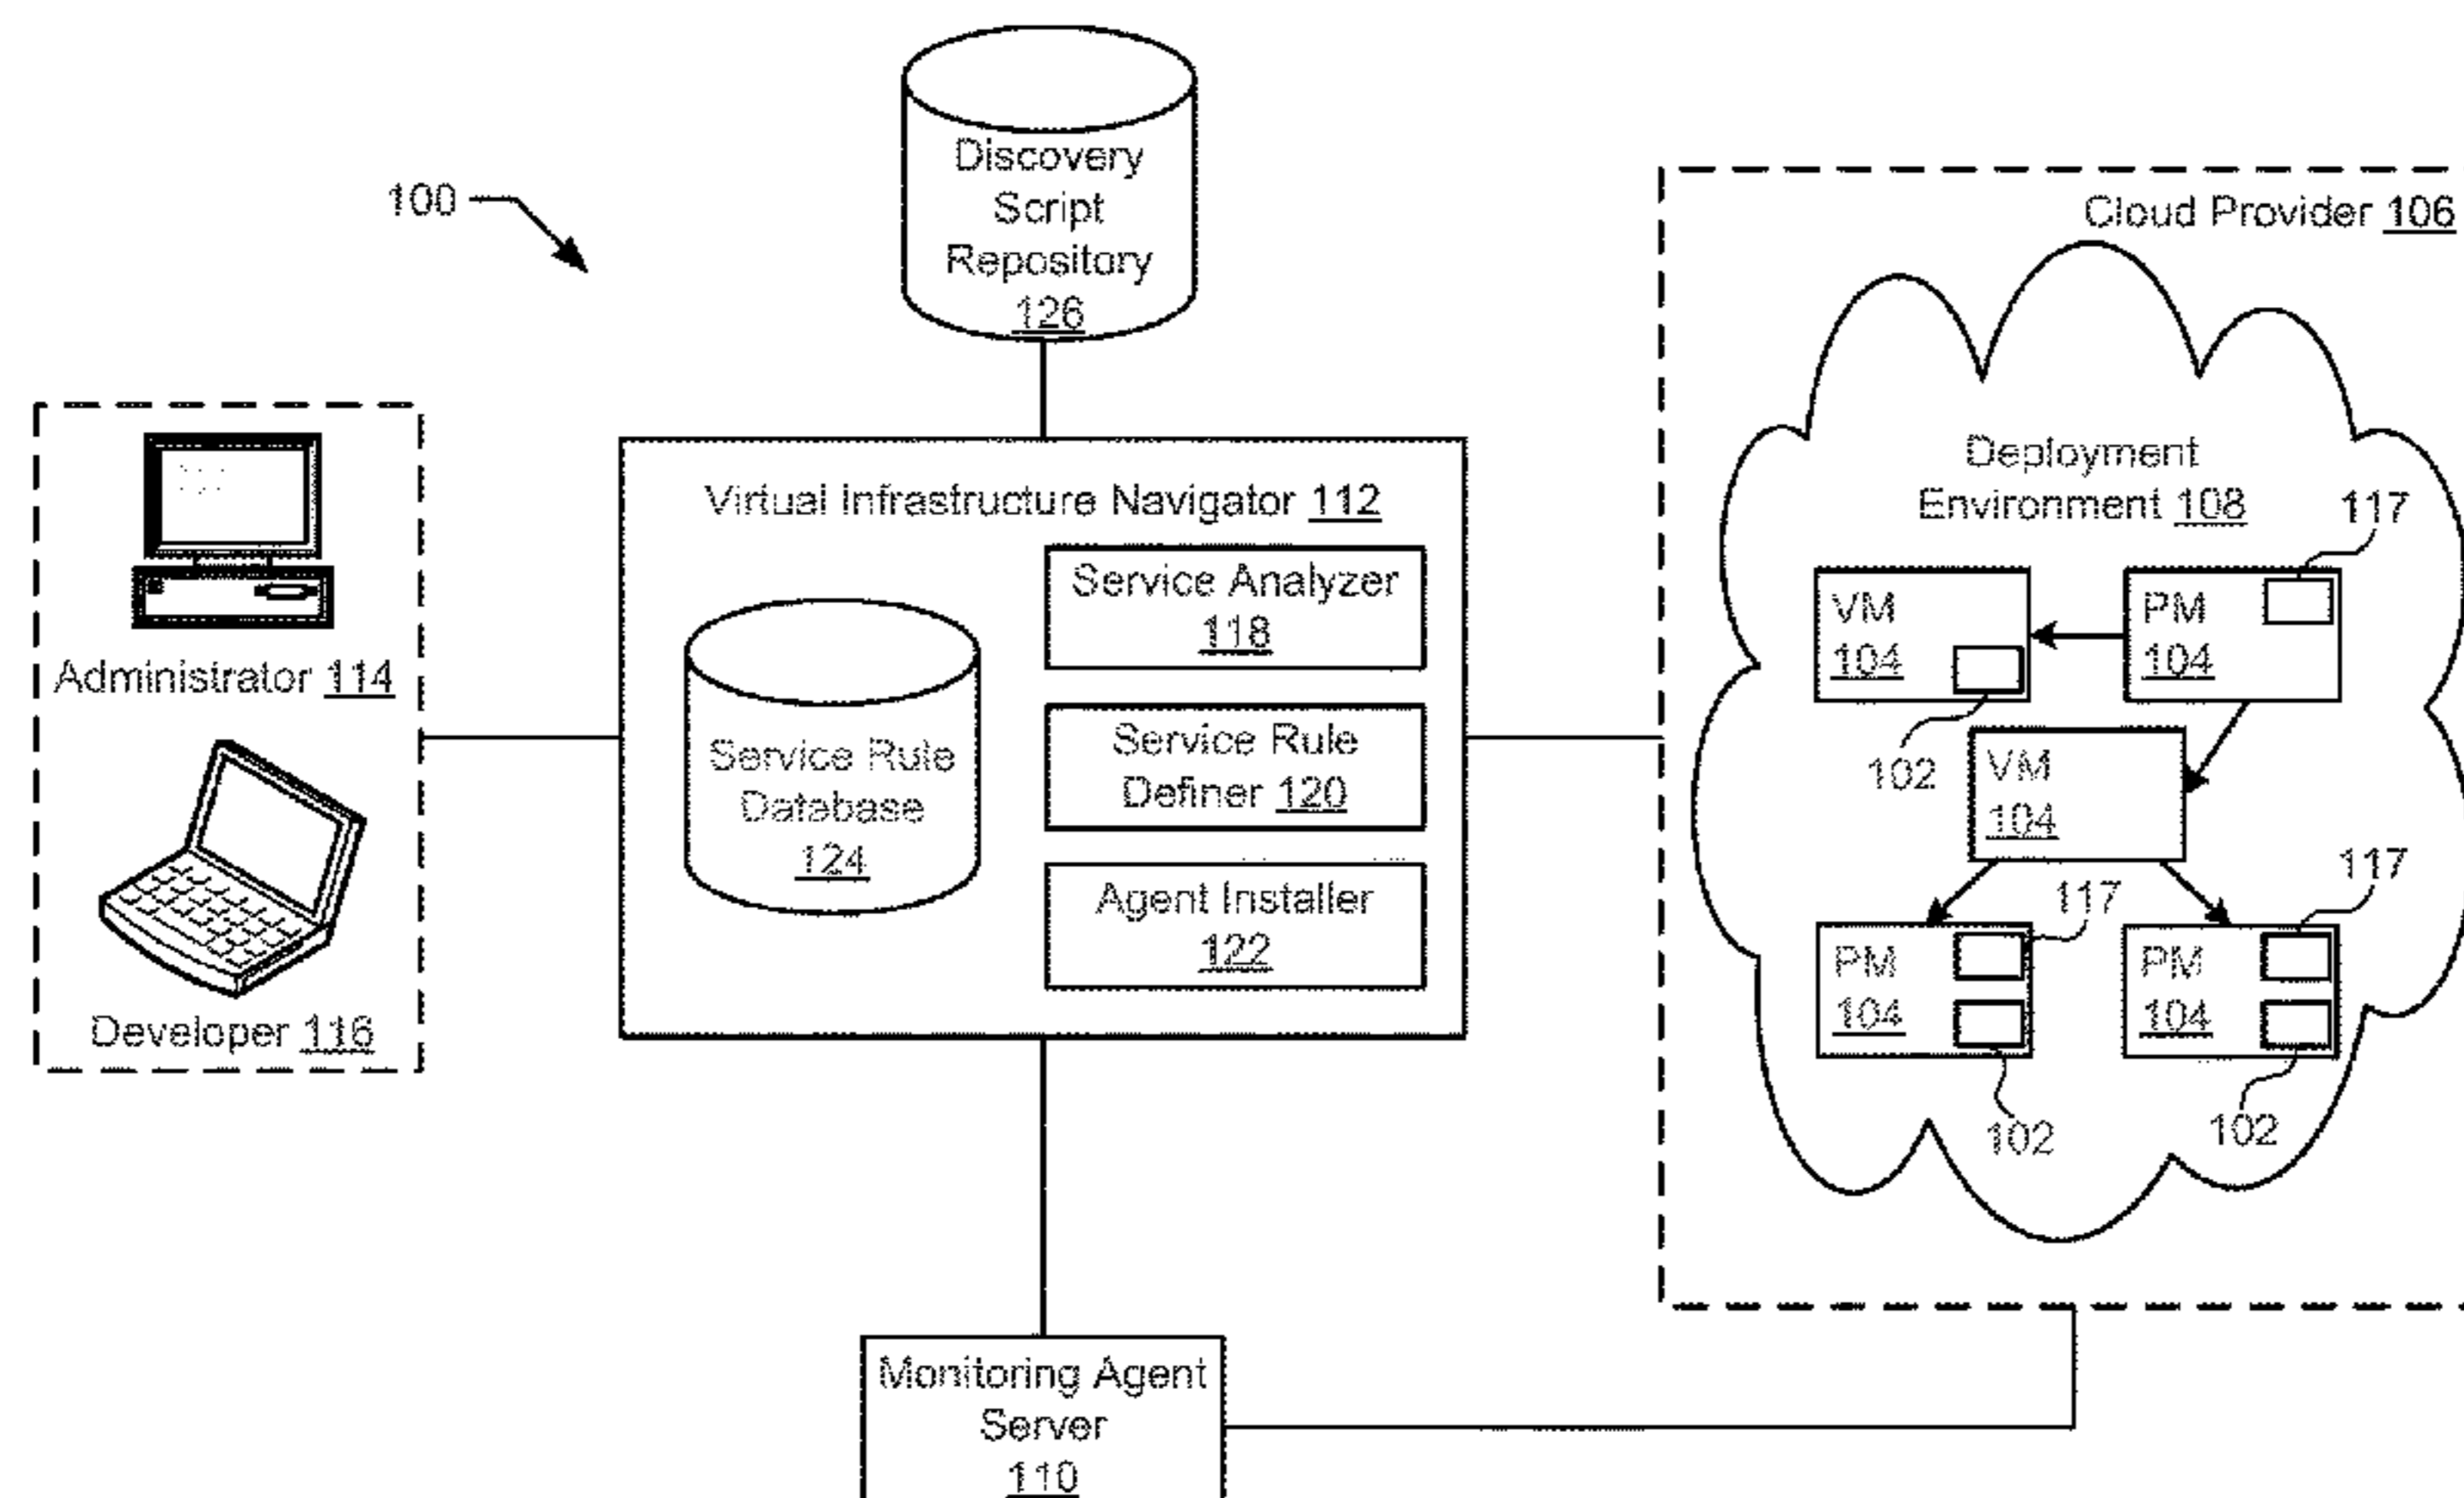 100
Discovery
Script
Repository
126
Cloud Provider 106
Administrator 114
Developer 116
Virtual Infrastructure Navigator 112
Service Rule
Database
124
Service Analyzer
118
Service Rule
Definer 120
Agent Installer
122
Deployment
Environment 108
117
VM
104
PM
104
102
VM
104
117
117
PM
104
PM
104
102
102
Monitoring Agent
Server
110